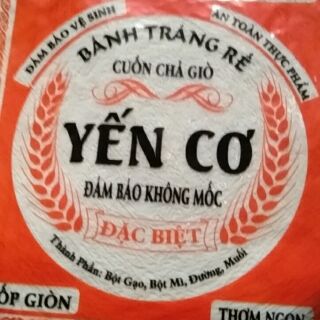 ĐẢM BẢO VỆ SINH
AN TOÀN THỰC PHẨM
BÁNH TRÁNG RẾ
CUỐN CHẢ GIÒ
YẾN CƠ
ĐẢM BẢO KHÔNG MỐC
ĐẶC BIỆT
Thành Phần: Bột Gạo, Bột Mì, Đường, Muối
ỐP GIÒN
THƠM NGON